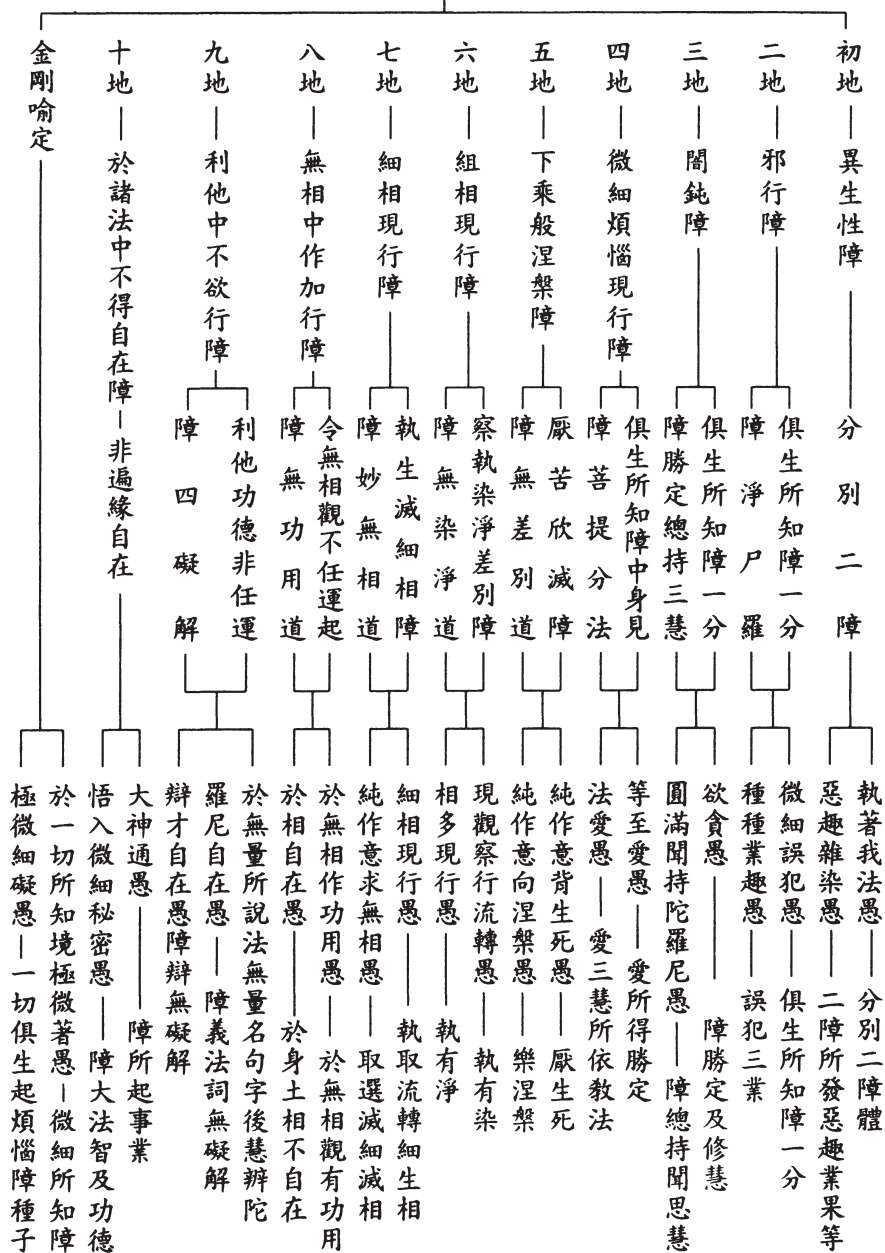 初地
異生性障
分別二障
執著我法愚
分別二障體
惡趣雜染愚
二障所發惡趣業果等
二地
邪行障
俱生所知障一分
障淨尸羅
微細誤犯愚
俱生所知障一分
種種業趣愚
誤犯三業
三地
闇鈍障
俱生所知障一分
障勝定總持三慧
欲貪愚
障勝定及修慧
圓滿聞持陀羅尼愚
障總持聞思慧
四地
微細煩惱現行障
俱生所知障中身見
障菩提分法
等至愛愚
愛所得勝定
法愛愚
愛三慧所依教法
五地
下乘般涅槃障
厭苦欣滅障
障無差別道
純作意背生死愚
厭生死
純作意向涅槃愚
樂涅槃
六地
組相現行障
察執染淨差別障
障無染淨道
現觀察行流轉愚
執有染
相多現行愚
執有淨
七地
細相現行障
執生滅細相障
障妙無相道
細相現行愚
執取流轉細生相
純作意求無相愚
取選滅細滅相
八地
無相中作加行障
令無相觀不任運起
障無功用道
於無相作功用愚
於無相觀有功用
於相自在愚
於身土相不自在
九地
利他中不欲行障
利他功德非任運
障四礙解
於無量所說法無量名句字後慧辨陀
羅尼自在愚
障義法詞無礙解
辯才自在愚障辯無礙解
十地
於諸法中不得自在障
非遍緣自在
大神通愚
障所起事業
悟入微細秘密愚
障大法智及功德
金剛喻定
於一切所知境極微著愚
微細所知障
極微細礙愚
一切俱生起煩惱障種子